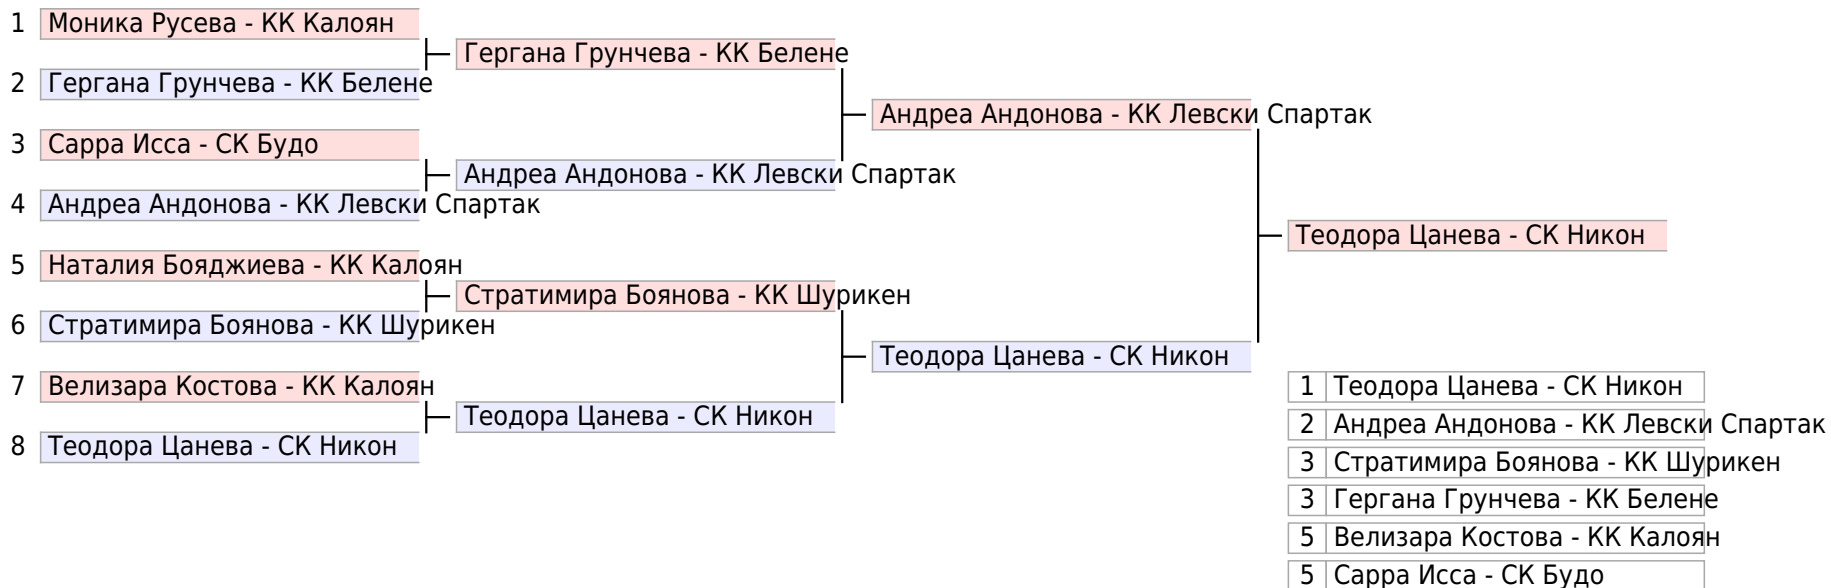 1 Моника Русева - КК Калоян
Гергана Грунчева - КК Белене
2 Гергана Грунчева - КК Белене
Андреа Андонова - КК Левски Спартак
3 Сарра Исса - СК Будо
Андреа Андонова - КК Левски Спартак
4 Андреа Андонова - КК Левски Спартак
Теодора Цанева - СК Никон
5 Наталия Бояджиева - КК Калоян
Стратимира Боянова - КК Шурикен
6 Стратимира Боянова - КК Шурикен
Теодора Цанева - СК Никон
7 Велизара Костова - КК Калоян
Теодора Цанева - СК Никон
8 Теодора Цанева - СК Никон
1 Теодора Цанева - СК Никон
2 Андреа Андонова - КК Левски Спартак
3 Стратимира Боянова - КК Шурикен
3 Гергана Грунчева - КК Белене
5 Велизара Костова - КК Калоян
5 Сарра Исса - СК Будо